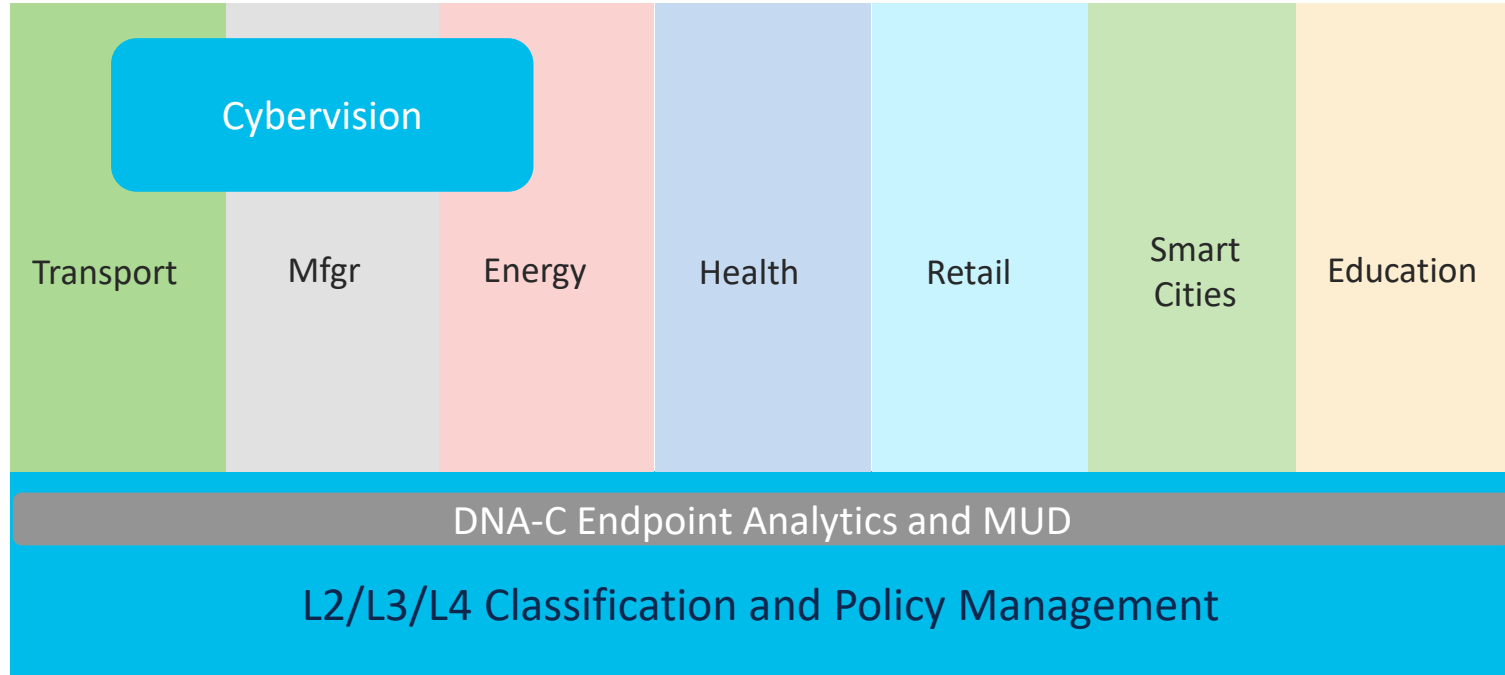 Cybervision
Transport
Mfgr
Energy
Health
Retail
Smart
Cities
Education
DNA-C Endpoint Analytics and MUD
L2/L3/L4 Classification and Policy Management